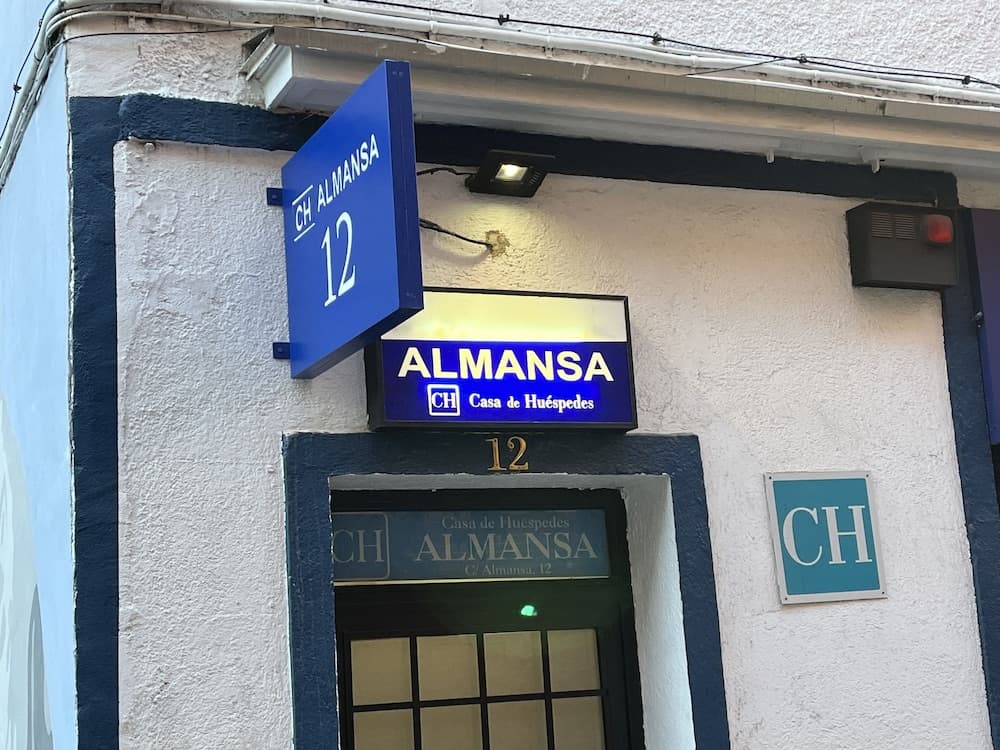 CH ALMANSA
12
ALMANSA
CH Casa de Huéspedes
12
CH
Casa de Huéspedes
ALMANSA
C/ Almansa, 12
CH